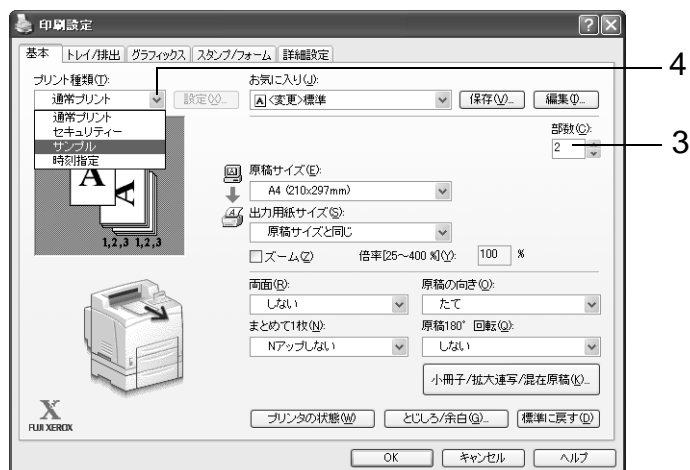 印刷設定
基本 トレイ/排出 グラフィックス スタンプ/フォーム 詳細設定
4
プリント種類(T):
通常プリント 設定(X)...
通常プリント
セキュリティー
サンプル
時刻指定
A A
1,2,3 1,2,3
お気に入り(J):
A <変更>標準 保存(V)... 編集(I)...
部数(C):
2
3
原稿サイズ(E):
A4 (210x297mm)
出力用紙サイズ(S):
原稿サイズと同じ
ズーム(Z) 倍率[25～400 %](Y): 100 %
両面(R): 原稿の向き(O):
しない たて
まとめて1枚(N): 原稿180° 回転(Q):
Nアップしない しない
小冊子/拡大連写/混在原稿(K)...
X
FUJI XEROX
プリンタの状態(W) とじしろ/余白(G)... 標準に戻す(D)
OK キャンセル ヘルプ